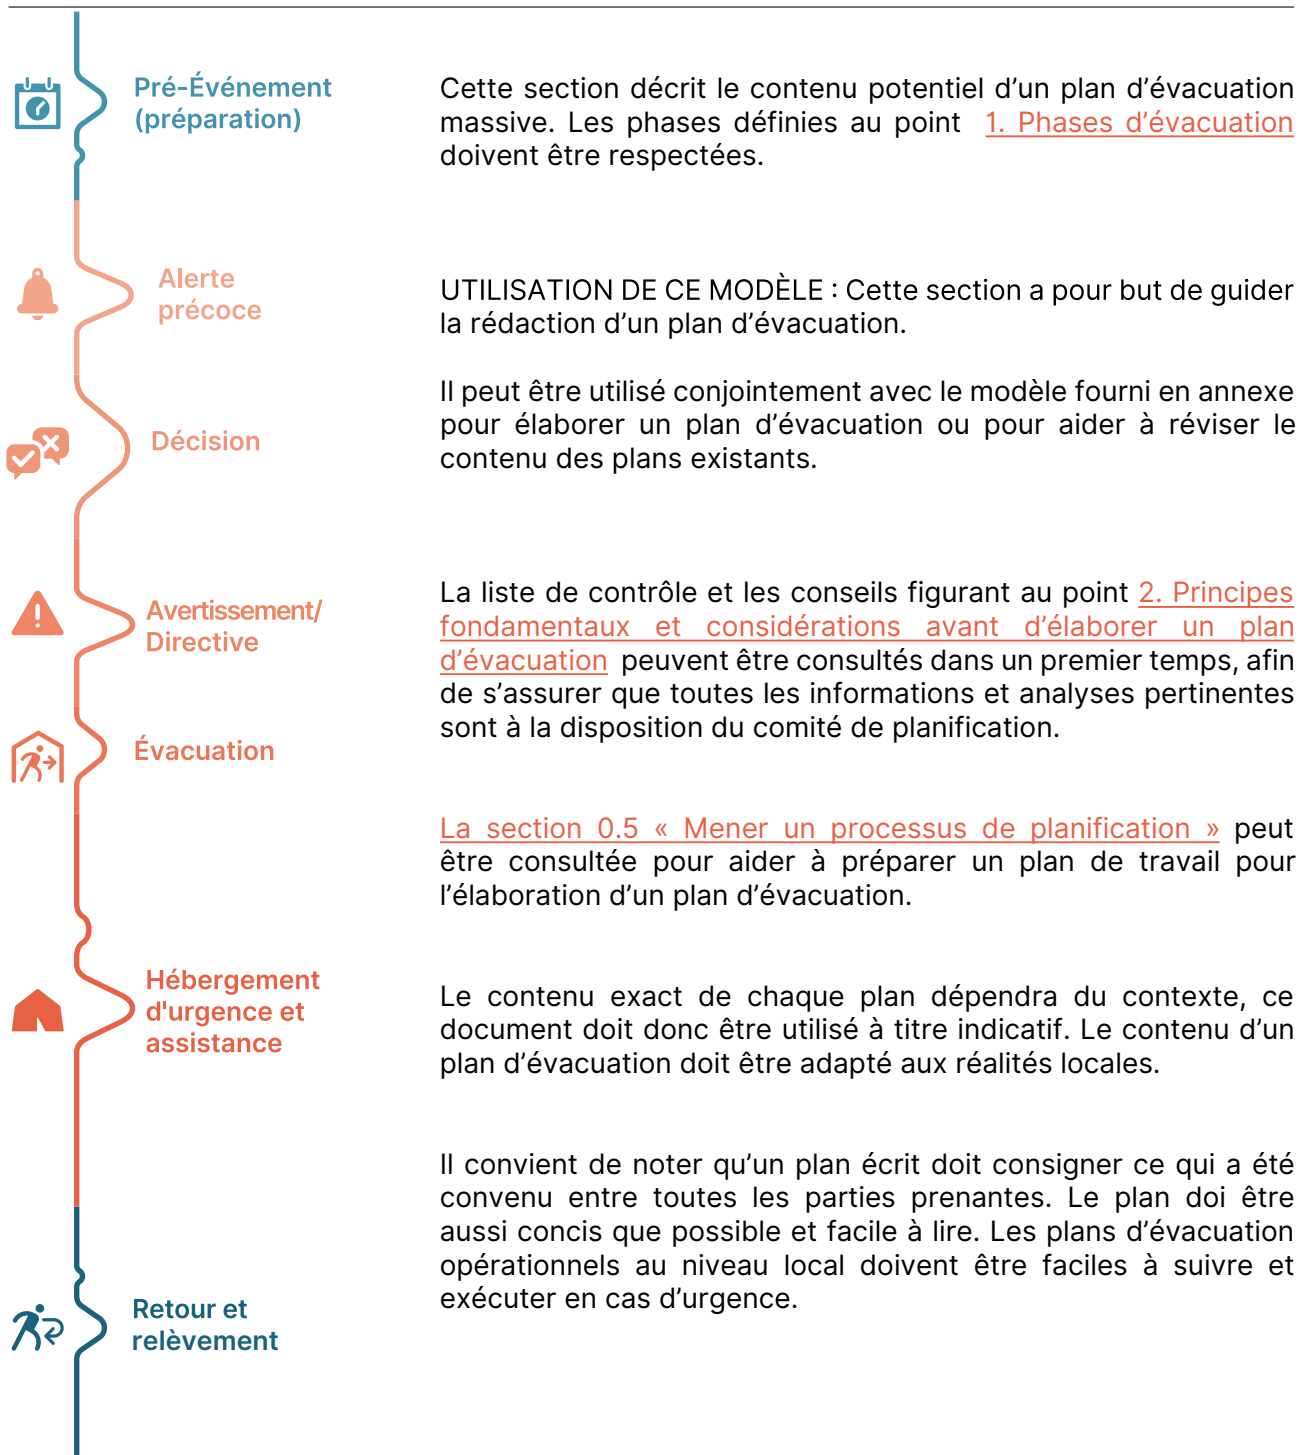 Pré-Événement
(préparation)
Alerte
précoce
Décision
Avertissement/
Directive
Évacuation
Hébergement
d'urgence et
assistance
Retour et
relèvement
Cette section décrit le contenu potentiel d’un plan d’évacuation
massive. Les phases définies au point 1. Phases d’évacuation
doivent être respectées.
UTILISATION DE CE MODÈLE : Cette section a pour but de guider
la rédaction d’un plan d’évacuation.
Il peut être utilisé conjointement avec le modèle fourni en annexe
pour élaborer un plan d’évacuation ou pour aider à réviser le
contenu des plans existants.
La liste de contrôle et les conseils figurant au point 2. Principes
fondamentaux et considérations avant d’élaborer un plan
d’évacuation peuvent être consultés dans un premier temps, afin
de s’assurer que toutes les informations et analyses pertinentes
sont à la disposition du comité de planification.
La section 0.5 « Mener un processus de planification » peut
être consultée pour aider à préparer un plan de travail pour
l’élaboration d’un plan d’évacuation.
Le contenu exact de chaque plan dépendra du contexte, ce
document doit donc être utilisé à titre indicatif. Le contenu d’un
plan d’évacuation doit être adapté aux réalités locales.
Il convient de noter qu’un plan écrit doit consigner ce qui a été
convenu entre toutes les parties prenantes. Le plan doi être
aussi concis que possible et facile à lire. Les plans d’évacuation
opérationnels au niveau local doivent être faciles à suivre et
exécuter en cas d’urgence.